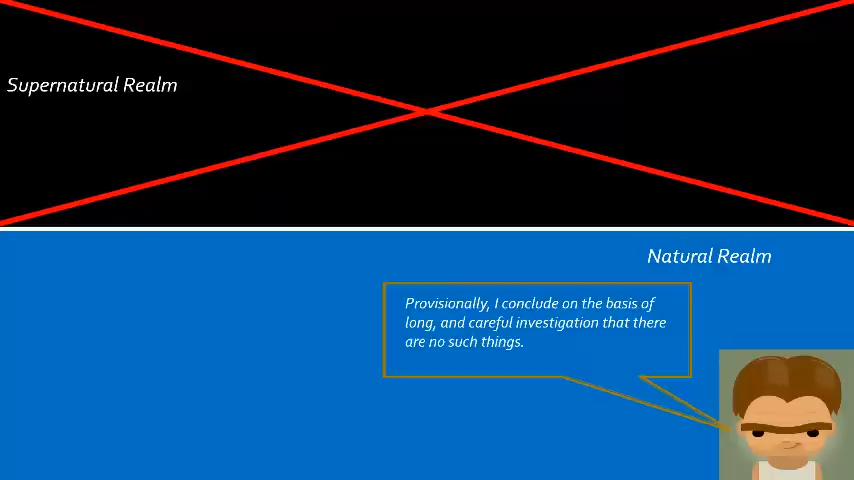 Supernatural Realm
Natural Realm
Provisionally, I conclude on the basis of
long, and careful investigation that there
are no such things.